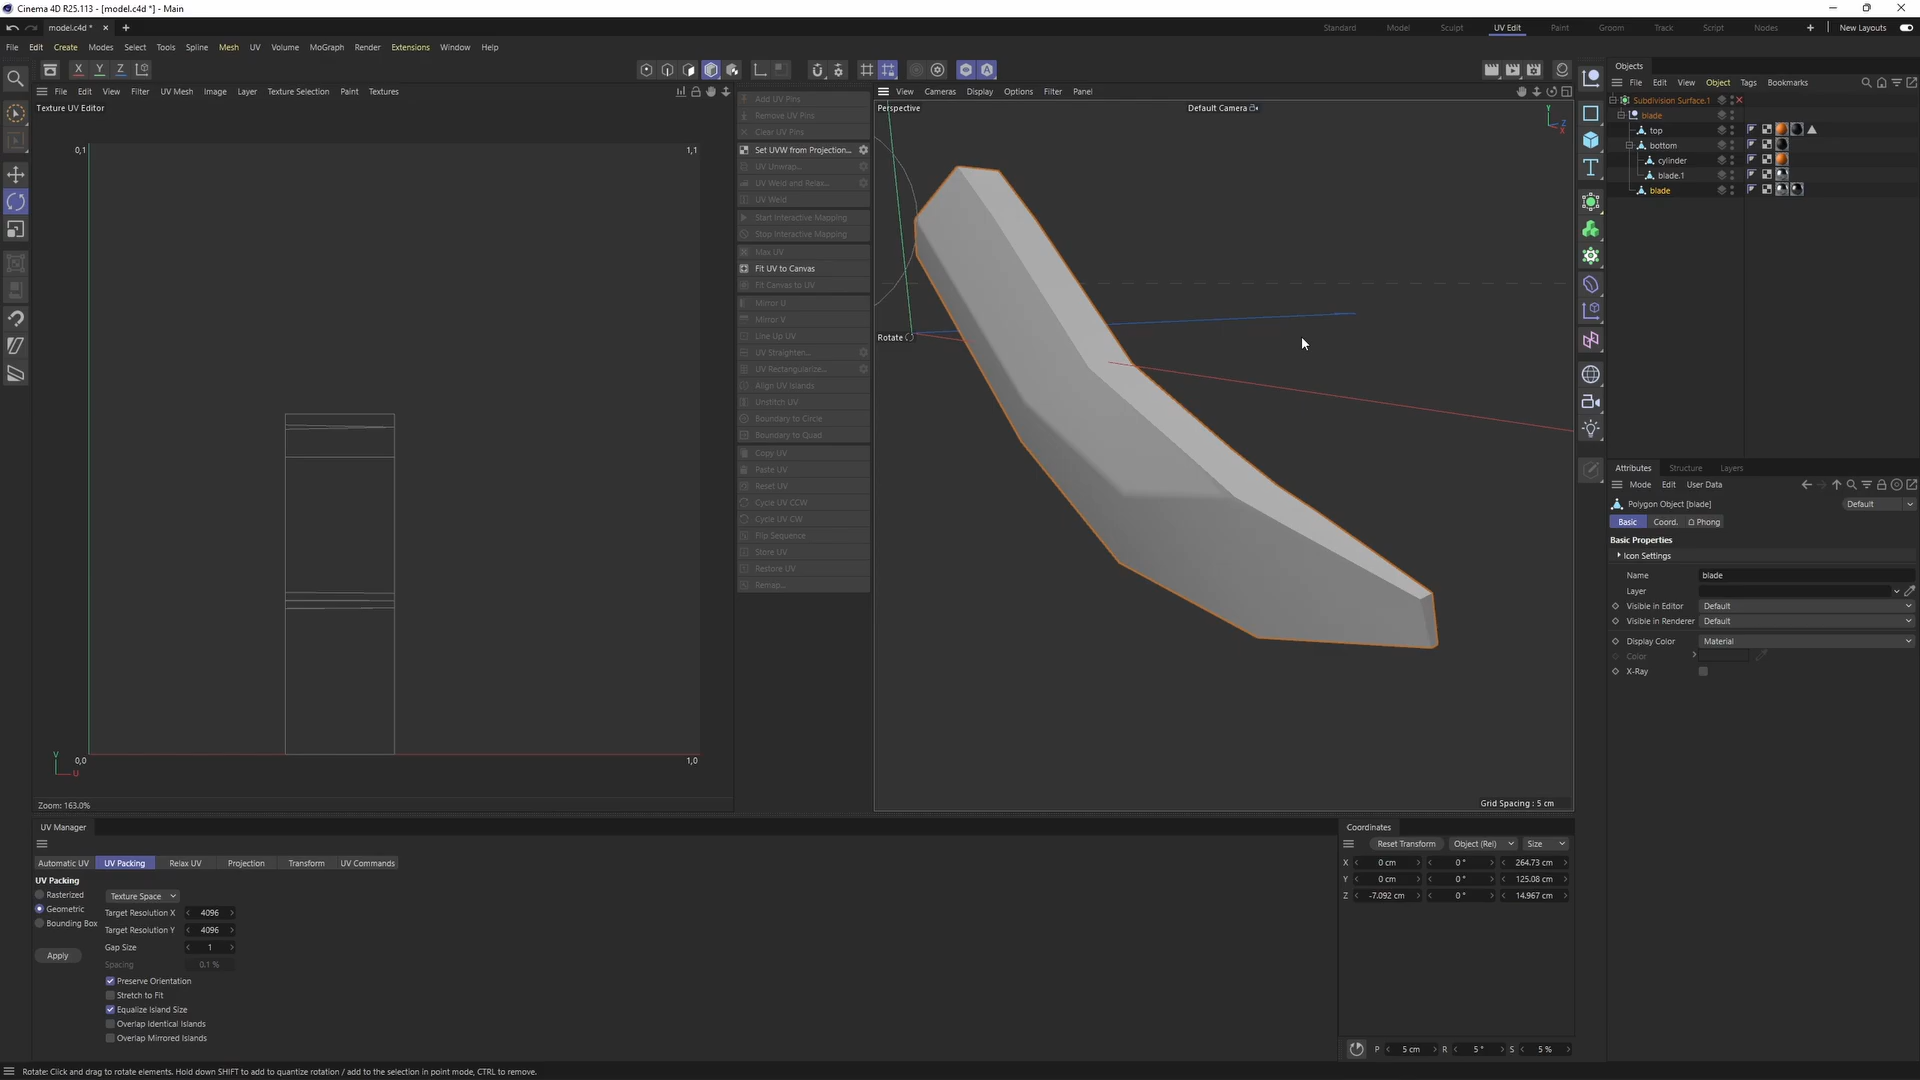 Cinema 4D R25.113 - [model.c4d *] - Main
model.c4d *
Standard Model Sculpt UV Edit Paint Groom Track Script Nodes New Layouts
File Edit Create Modes Select Tools Spline Mesh UV Volume MoGraph Render Extensions Window Help
X Y Z
File Edit View Filter UV Mesh Image Layer Texture Selection Paint Textures
Texture UV Editor
0,1
1,1
0,0
1,0
V
U
Zoom: 163.0%
Add UV Pins
Remove UV Pins
Clear UV Pins
Set UVW from Projection...
UV Unwrap...
UV Weld and Relax...
UV Weld
Start Interactive Mapping
Stop Interactive Mapping
Max UV
Fit UV to Canvas
Fit Canvas to UV
Mirror U
Mirror V
Line Up UV
UV Straighten...
UV Rectangularize...
Align UV Islands
Unstitch UV
Boundary to Circle
Boundary to Quad
Copy UV
Paste UV
Reset UV
Cycle UV CCW
Cycle UV CW
Flip Sequence
Store UV
Restore UV
Remap...
View Cameras Display Options Filter Panel
Perspective
Default Camera
Y
Z
X
Rotate
Grid Spacing : 5 cm
Objects
File Edit View Object Tags Bookmarks
Subdivision Surface.1
blade
top
bottom
cylinder
blade.1
blade
Attributes Structure Layers
Mode Edit User Data
Polygon Object [blade]
Default
Basic Coord. Phong
Basic Properties
Icon Settings
Name blade
Layer
Visible in Editor Default
Visible in Renderer Default
Display Color Material
Color
X-Ray
UV Manager
Automatic UV UV Packing Relax UV Projection Transform UV Commands
UV Packing
Rasterized
Geometric
Bounding Box
Apply
Texture Space
Target Resolution X 4096
Target Resolution Y 4096
Gap Size 1
Spacing 0.1 %
Preserve Orientation
Stretch to Fit
Equalize Island Size
Overlap Identical Islands
Overlap Mirrored Islands
Coordinates
Reset Transform Object (Rel) Size
X 0 cm 0 ° 264.73 cm
Y 0 cm 0 ° 125.08 cm
Z -7.092 cm 0 ° 14.967 cm
P 5 cm R 5 ° S 5 %
Rotate: Click and drag to rotate elements. Hold down SHIFT to add to quantize rotation / add to the selection in point mode, CTRL to remove.